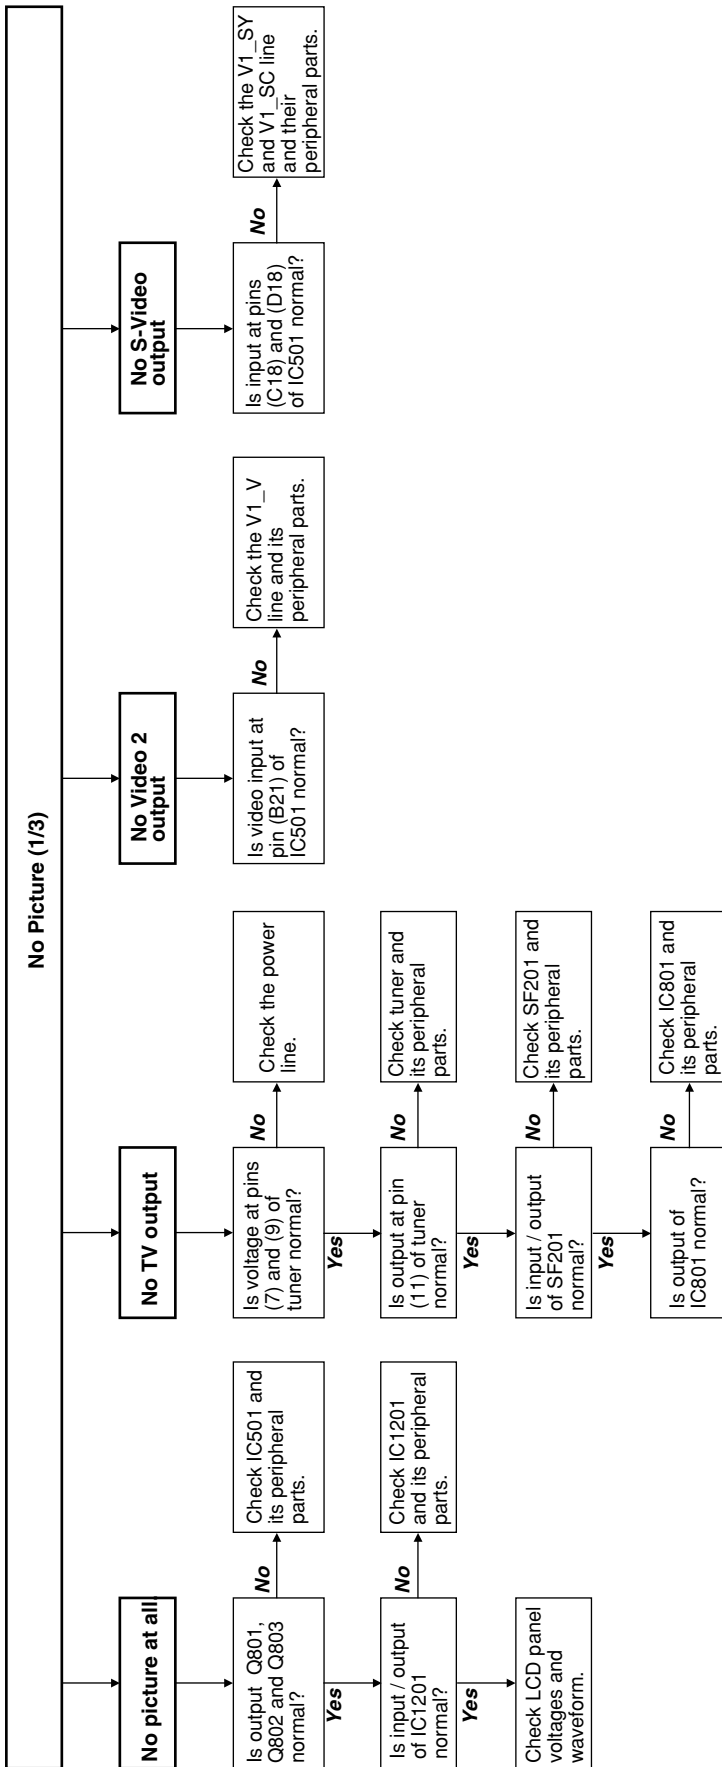 No Picture (1/3)
No picture at all
Is output Q801,
Q802 and Q803
normal?
No
Check IC501 and
its peripheral
parts.
Yes
Is input / output
of IC1201
normal?
No
Check IC1201
and its peripheral
parts.
Yes
Check LCD panel
voltages and
waveform.
No TV output
Is voltage at pins
(7) and (9) of
tuner normal?
No
Check the power
line.
Yes
Is output at pin
(11) of tuner
normal?
No
Check tuner and
its peripheral
parts.
Yes
Is input / output
of SF201
normal?
No
Check SF201 and
its peripheral
parts.
Yes
Is output of
IC801 normal?
No
Check IC801 and
its peripheral
parts.
No Video 2
output
Is video input at
pin (B21) of
IC501 normal?
No
Check the V1_V
line and its
peripheral parts.
No S-Video
output
Is input at pins
(C18) and (D18)
of IC501 normal?
No
Check the V1_SY
and V1_SC line
and their
peripheral parts.